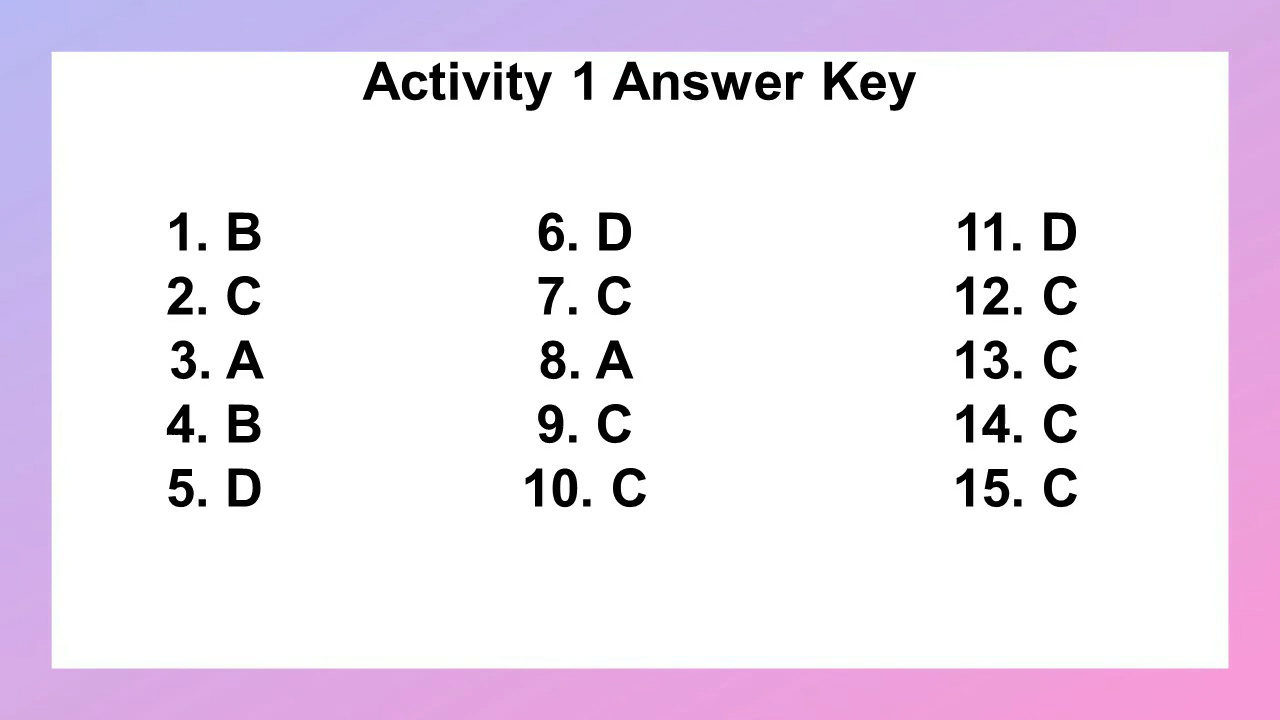 Activity 1 Answer Key
1. B
2. C
3. A
4. B
5. D
6. D
7. C
8. A
9. C
10. C
11. D
12. C
13. C
14. C
15. C